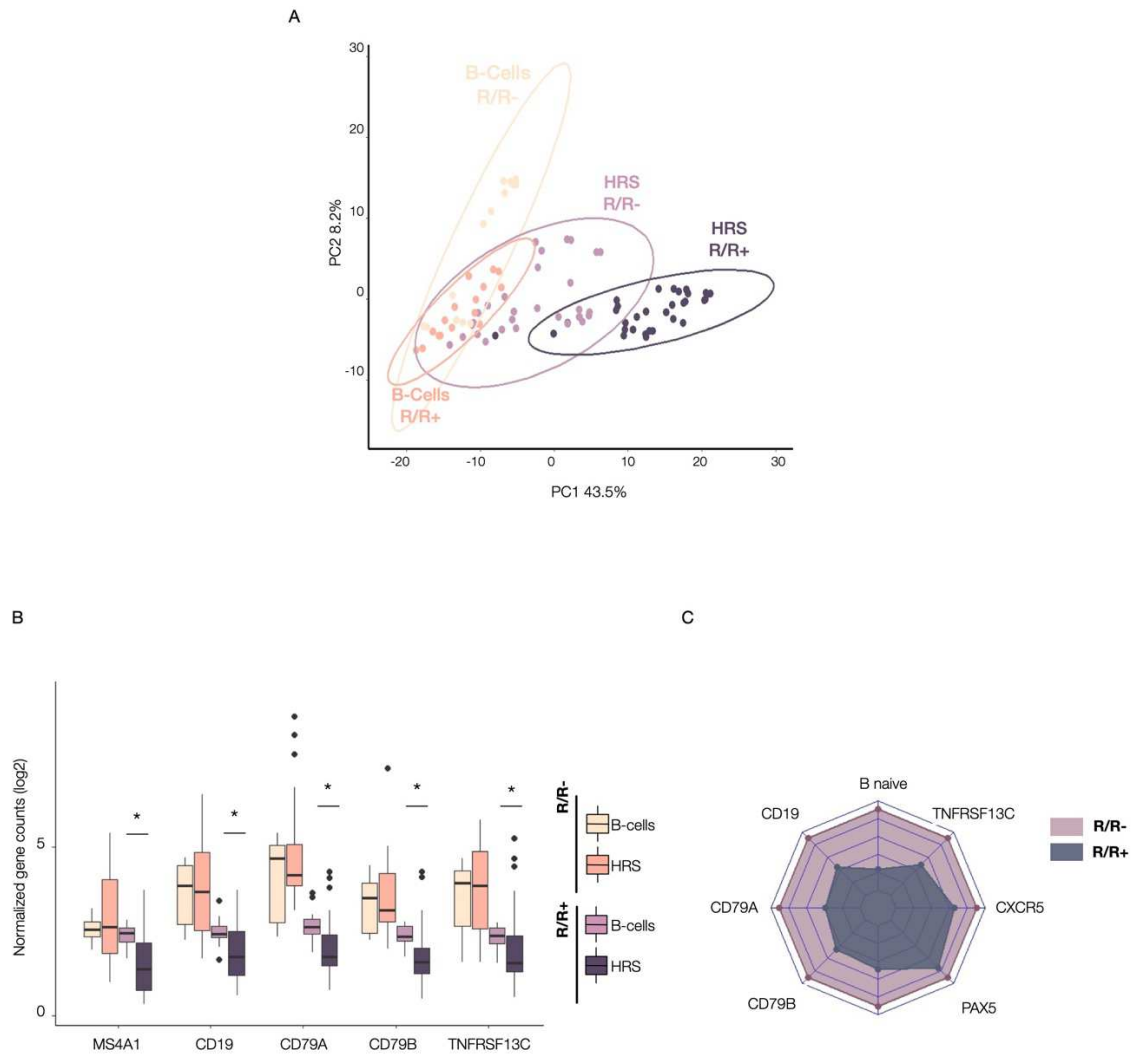 A
30
20
10
0
-10
PC2 8.2%
B-Cells
R/R-
HRS
R/R-
HRS
R/R+
B-Cells
R/R+
-20
-10
0
10
20
30
PC1 43.5%
B
C
Normalized gene counts (log2)
5
0
*
*
*
*
*
MS4A1
CD19
CD79A
CD79B
TNFRSF13C
R/R-
B-cells
HRS
R/R+
B-cells
HRS
B naive
CD19
TNFRSF13C
CD79A
CXCR5
CD79B
PAX5
R/R-
R/R+